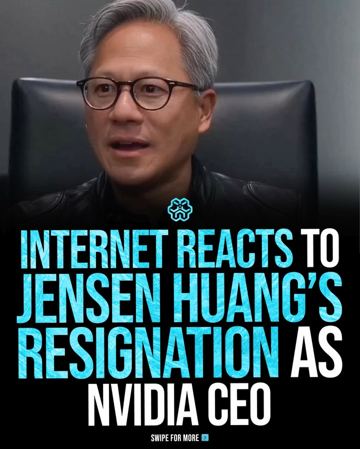 INTERNET REACTS TO
JENSEN HUANG'S
RESIGNATION AS
NVIDIA CEO
SWIPE FOR MORE